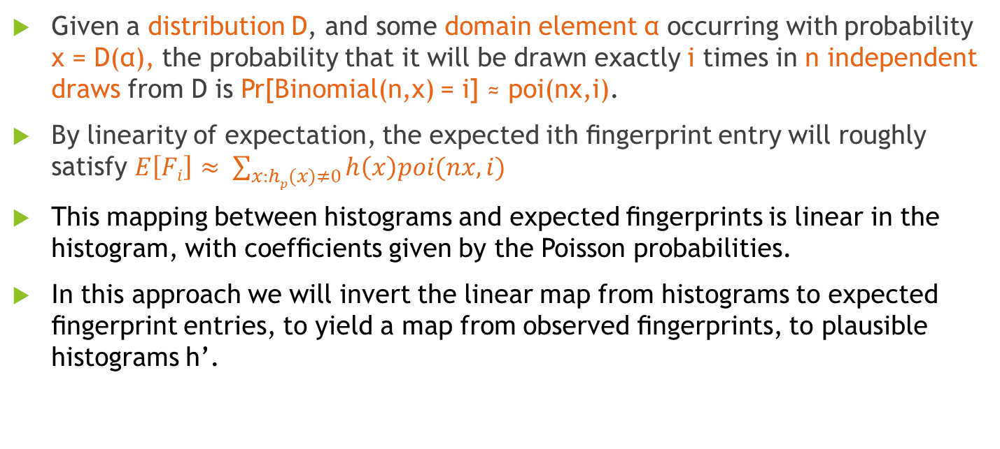 Given a distribution D, and some domain element α occurring with probability
x = D(α), the probability that it will be drawn exactly i times in n independent
draws from D is Pr[Binomial(n,x) = i] ≈ poi(nx,i).
By linearity of expectation, the expected ith fingerprint entry will roughly
satisfy E[F_i] ≈ ∑_{x:h_p(x)≠0} h(x)poi(nx, i)
This mapping between histograms and expected fingerprints is linear in the
histogram, with coefficients given by the Poisson probabilities.
In this approach we will invert the linear map from histograms to expected
fingerprint entries, to yield a map from observed fingerprints, to plausible
histograms h’.